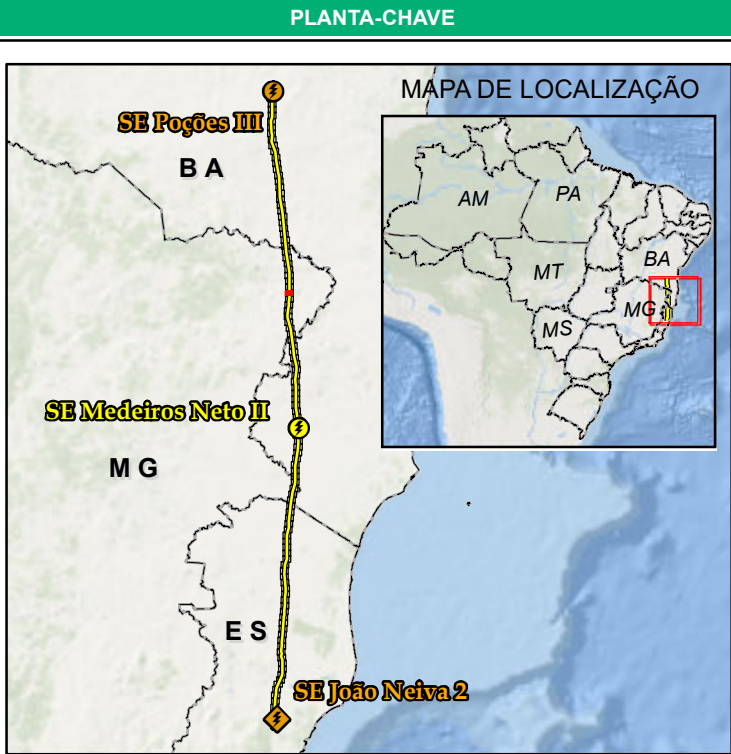 PLANTA-CHAVE
MAPA DE LOCALIZAÇÃO
SE Poções III
B A
AM
PA
BA
MT
MG
MS
SE Medeiros Neto II
M G
E S
SE João Neiva 2